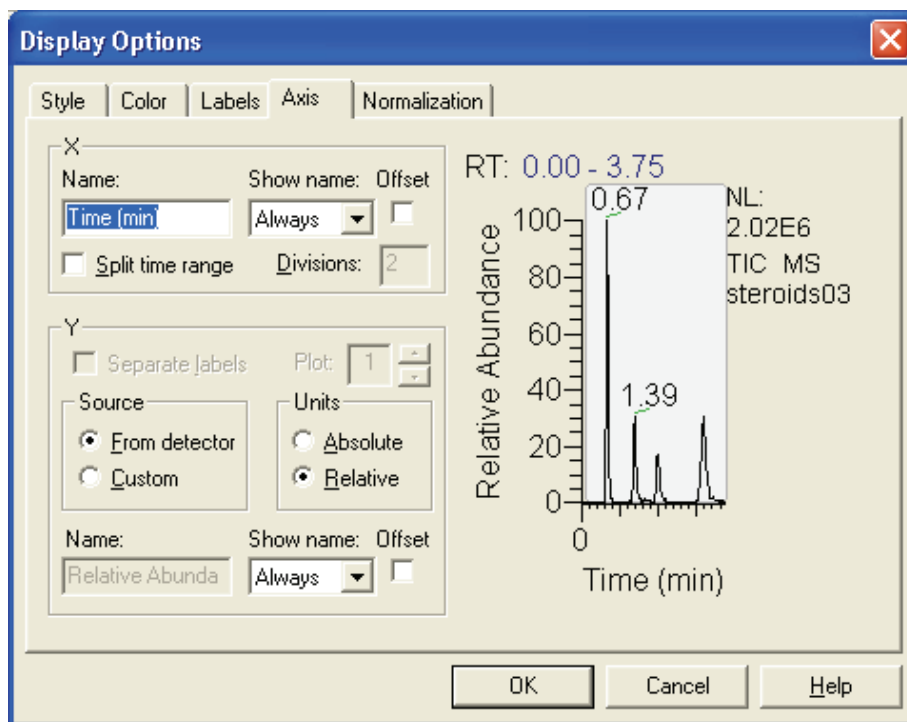 Display Options
Style Color Labels Axis Normalization
X
Name: Show name: Offset
Time (min) Always
Split time range Divisions: 2
Y
Separate labels Plot: 1
Source Units
From detector Absolute
Custom Relative
Name: Show name: Offset
Relative Abunda Always
RT: 0.00 - 3.75
0.67 NL:
100 2.02E6
80 TIC MS
steroids03
60
40 1.39
20
0
0
Relative Abundance
Time (min)
OK Cancel Help